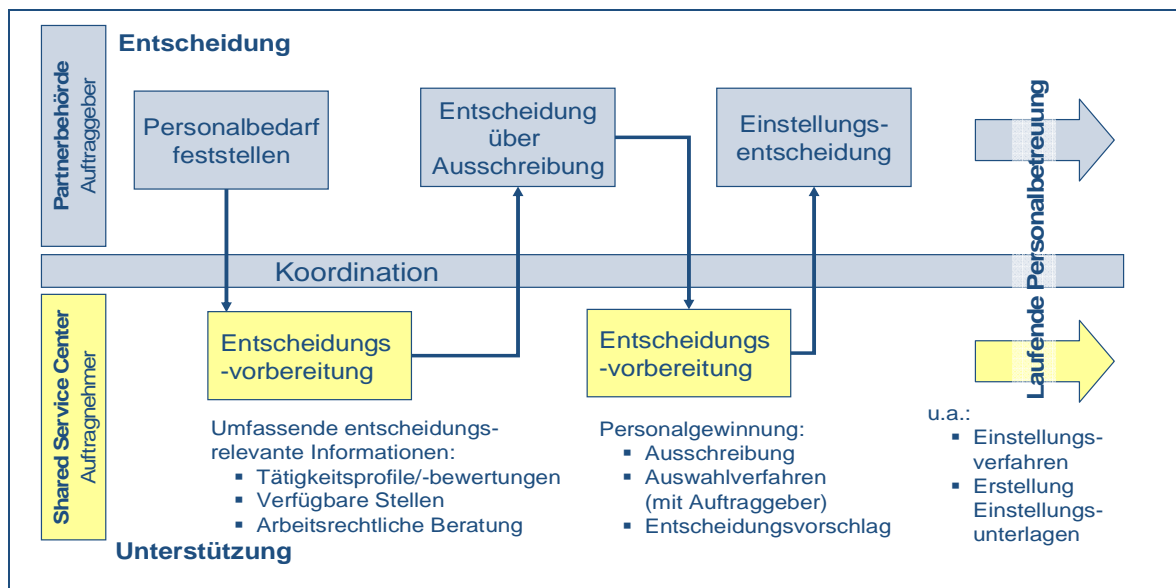 Entscheidung
Partnerbehörde
Auftraggeber
Personalbedarf
feststellen
Entscheidung
über
Ausschreibung
Einstellungs-
entscheidung
Laufende Personalbetreuung
Koordination
Shared Service Center
Auftragnehmer
Entscheidungs
-vorbereitung
Entscheidungs
-vorbereitung
Umfassende entscheidungs-
relevante Informationen:
▪ Tätigkeitsprofile/-bewertungen
▪ Verfügbare Stellen
▪ Arbeitsrechtliche Beratung
Personalgewinnung:
▪ Ausschreibung
▪ Auswahlverfahren
(mit Auftraggeber)
▪ Entscheidungsvorschlag
u.a.:
▪ Einstellungs-
verfahren
▪ Erstellung
Einstellungs-
unterlagen
Unterstützung